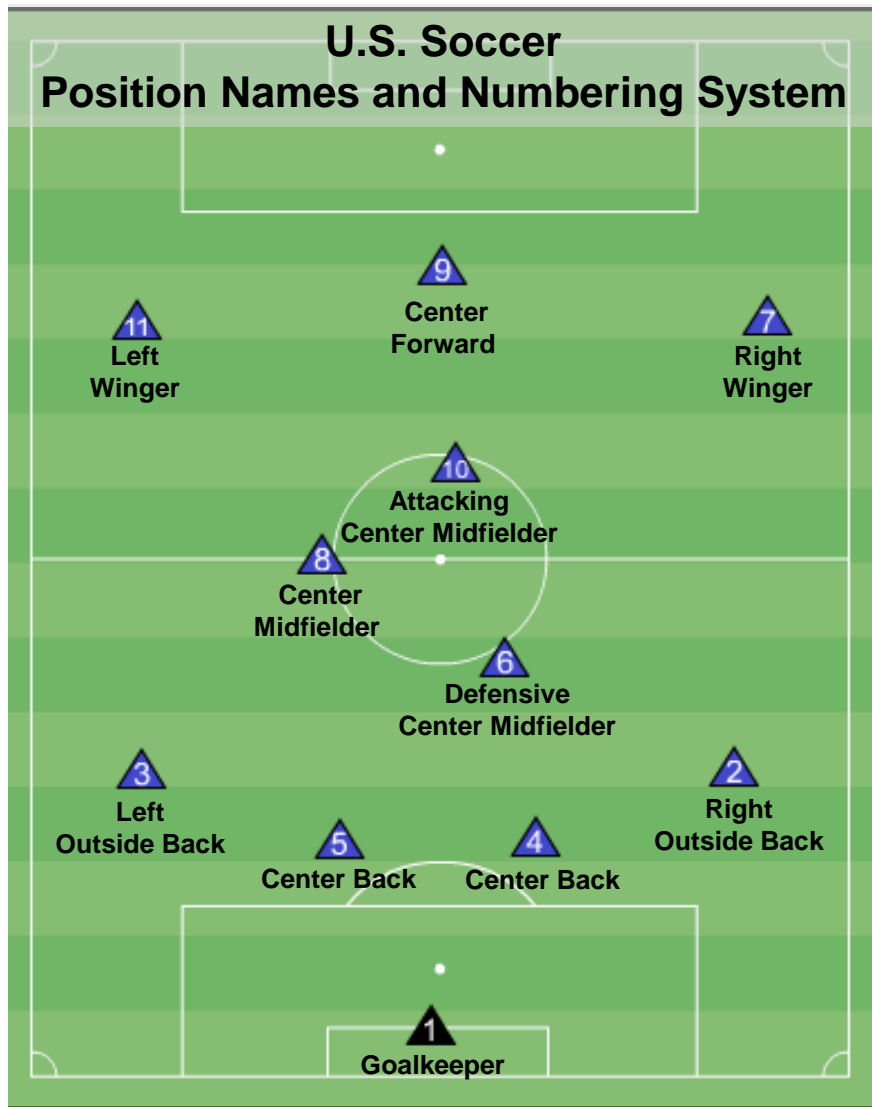 U.S. Soccer
Position Names and Numbering System
9
Center
Forward
11
Left
Winger
7
Right
Winger
10
Attacking
Center Midfielder
8
Center
Midfielder
6
Defensive
Center Midfielder
3
Left
Outside Back
2
Right
Outside Back
5
Center Back
4
Center Back
1
Goalkeeper